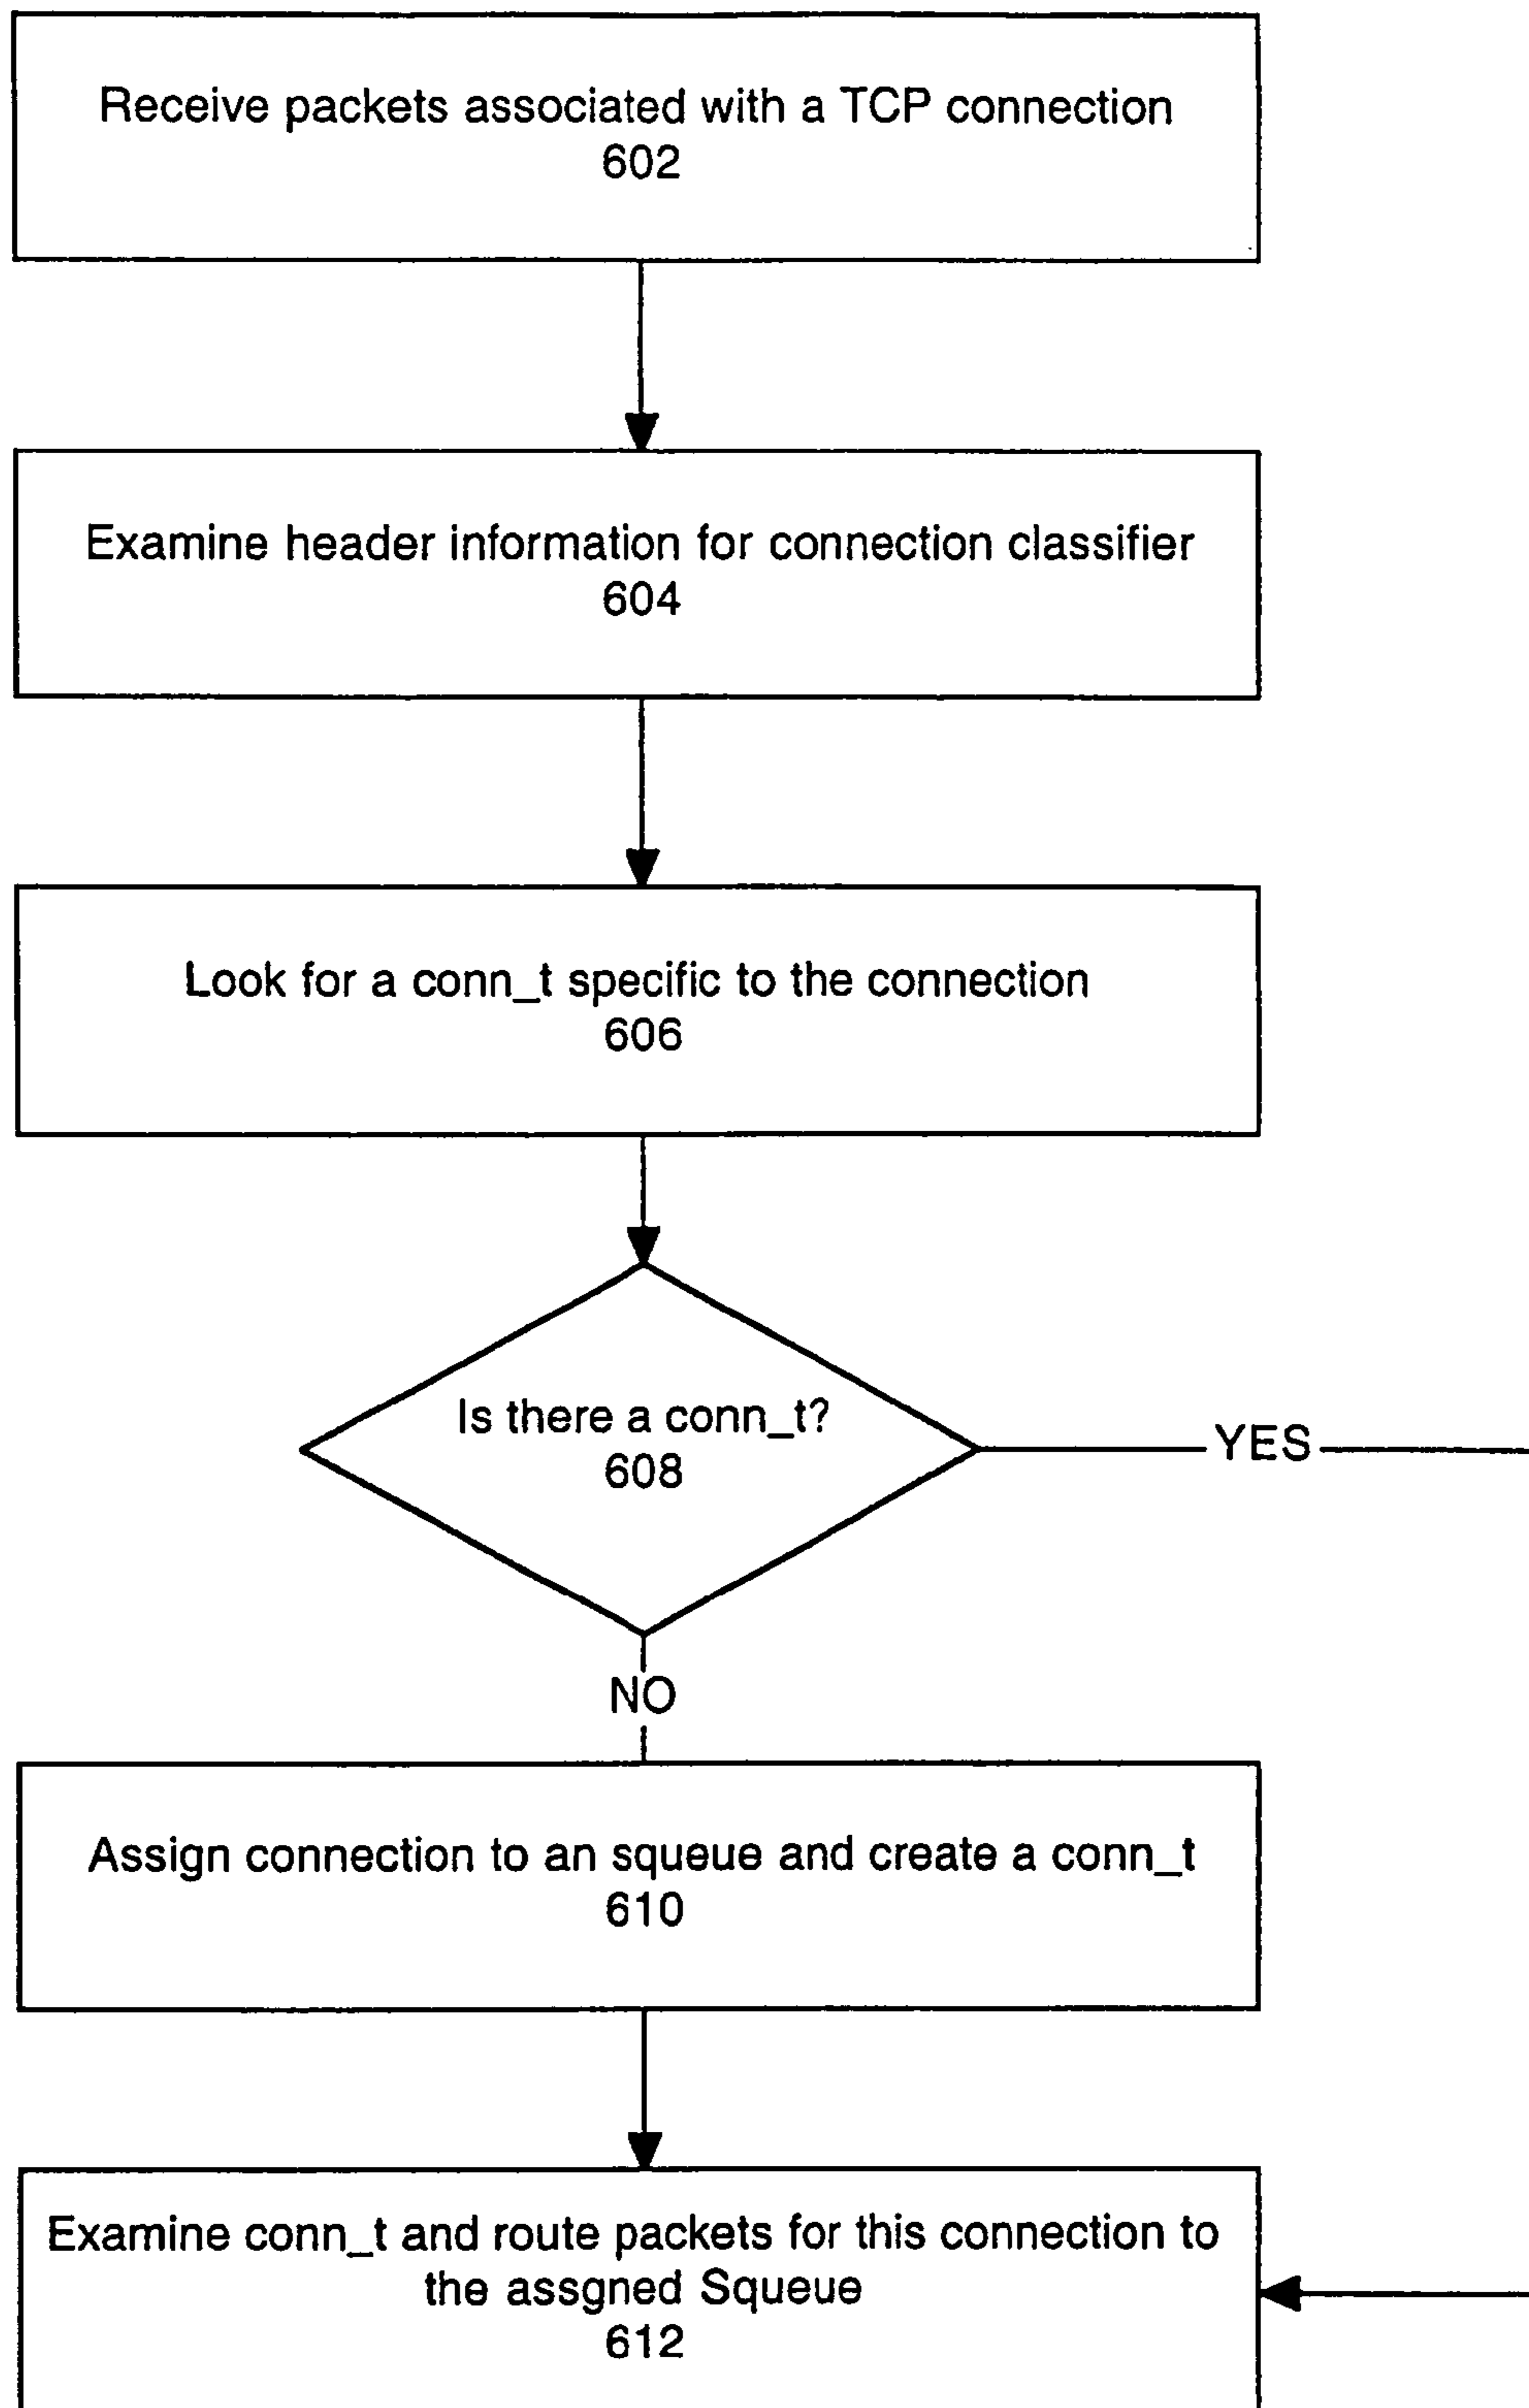 Receive packets associated with a TCP connection
602
Examine header information for connection classifier
604
Look for a conn_t specific to the connection
606
Is there a conn_t?
608
YES
NO
Assign connection to an squeue and create a conn_t
610
Examine conn_t and route packets for this connection to
the assgned Squeue
612